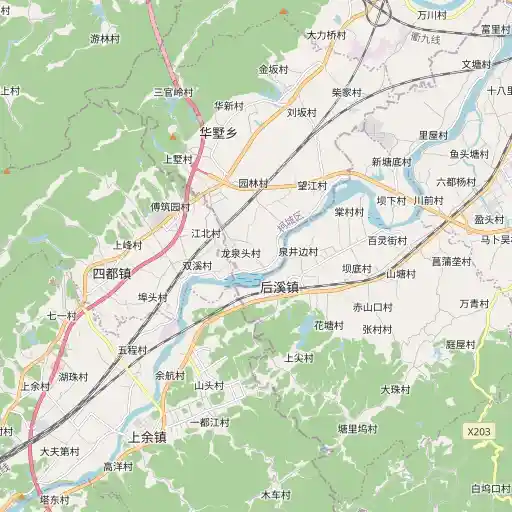 万川村
富里村
游林村
大力桥村
衢九线
文塘村
金坂村
上村
三官岭村
柴家村
十八里
华新村
刘坂村
华墅乡
里屋村
上墅村
新塘底村
鱼头塘村
园林村
望江村
六都杨村
傅筑园村
坝下村
川前村
棠村村
柯城区
盈头村
江北村
百灵街村
马卜吴村
上峰村
龙泉头村
泉井边村
菖蒲垄村
双溪村
坝底村
山塘村
四都镇
后溪镇
埠头村
万青村
赤山口村
七一村
花塘村
张村村
庭屋村
五程村
上尖村
余航村
湖珠村
上余村
山头村
大珠村
一都江村
塘里坞村
X203
上余镇
大夫第村
高洋村
白坞口村
塔东村
木车村